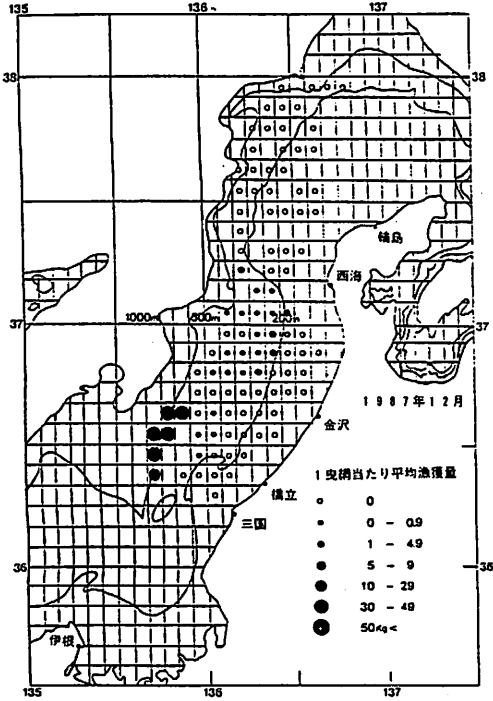 135 136 137
38 38
輪島
西海
1000m 500m 200m
37 37
1987年12月
金沢
1曳網当たり平均漁獲量
0
0 - 0.9
1 - 4.9
5 - 9
10 - 29
30 - 49
50Kg<
橋立
三国
36 36
伊根
135 136 137